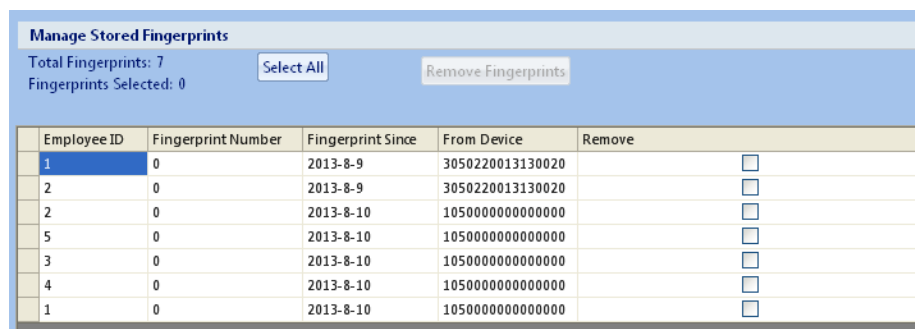 Manage Stored Fingerprints
Total Fingerprints: 7 Select All Remove Fingerprints
Fingerprints Selected: 0
Employee ID Fingerprint Number Fingerprint Since From Device Remove
1 0 2013-8-9 3050220013130020
2 0 2013-8-9 3050220013130020
2 0 2013-8-10 1050000000000000
5 0 2013-8-10 1050000000000000
3 0 2013-8-10 1050000000000000
4 0 2013-8-10 1050000000000000
1 0 2013-8-10 1050000000000000